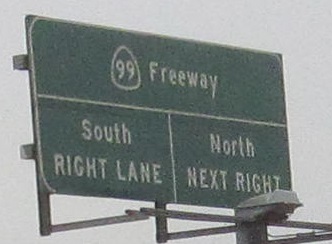 99 Freeway
South
RIGHT LANE
North
NEXT RIGHT